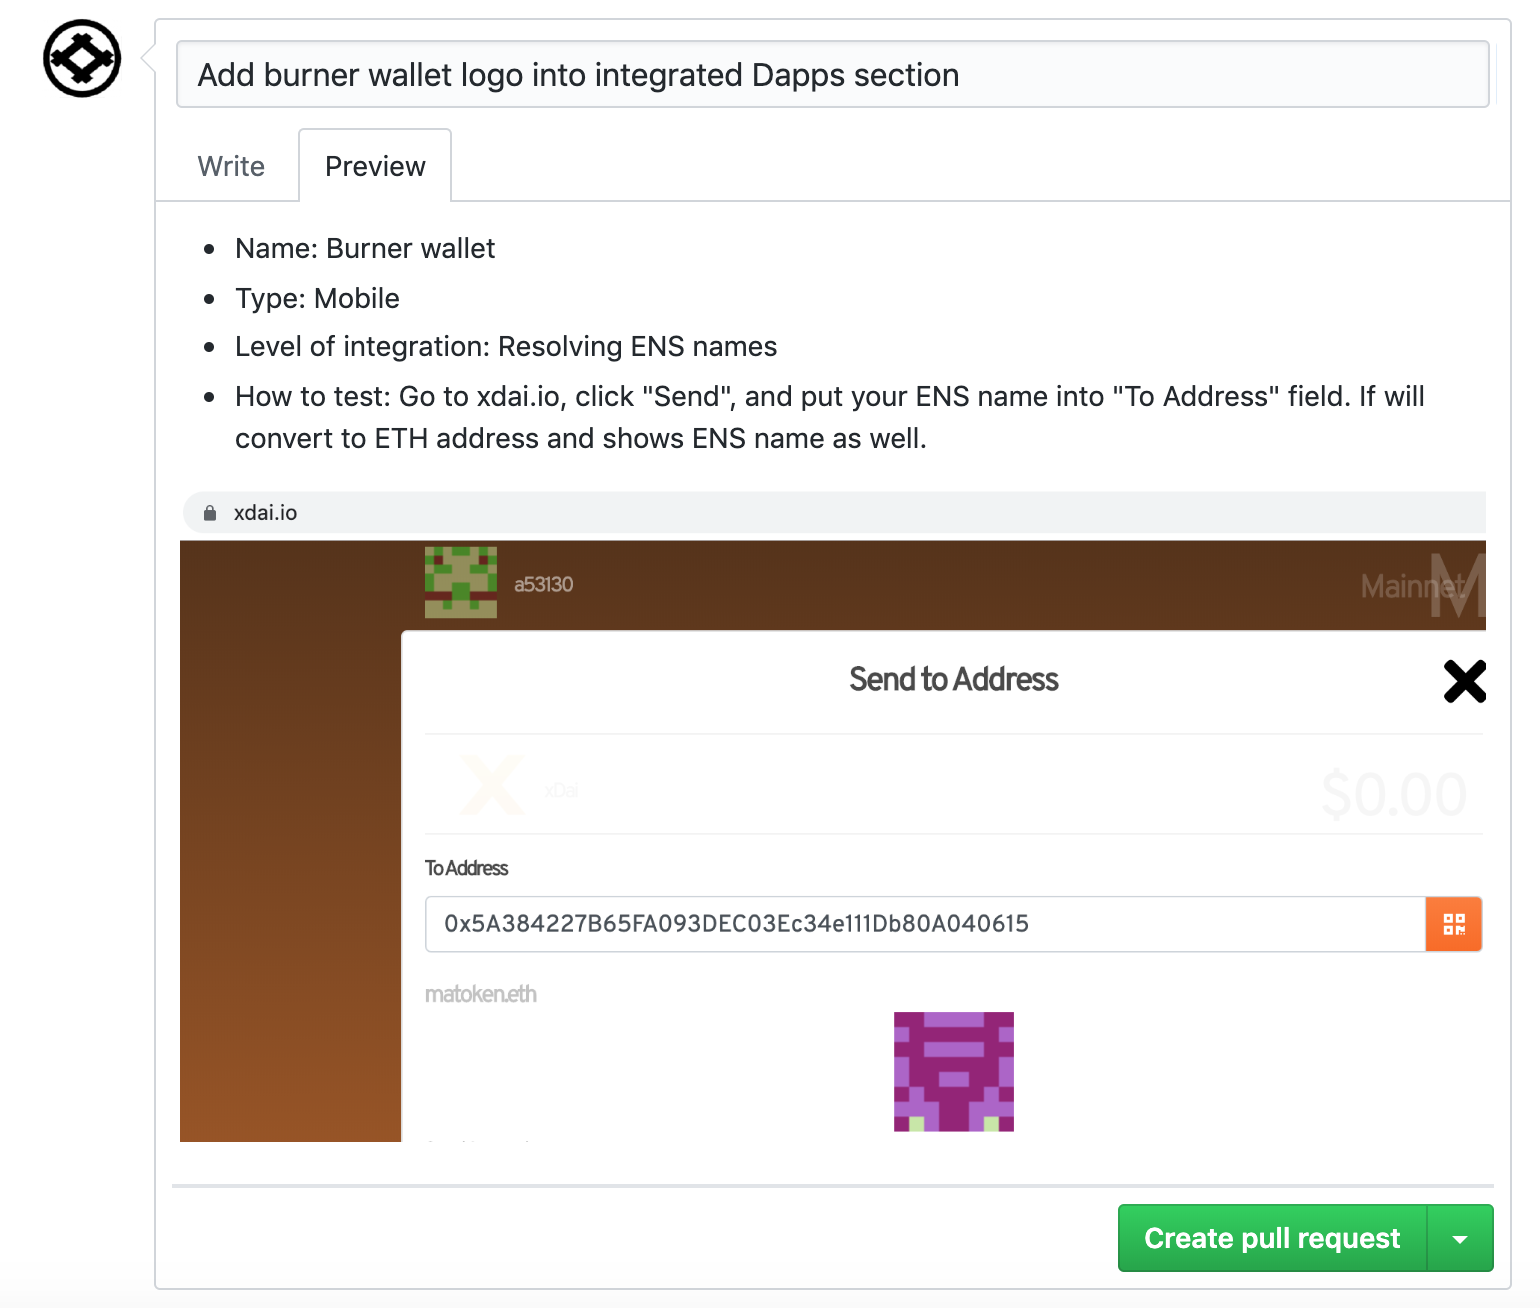 Add burner wallet logo into integrated Dapps section
Write
Preview
Name: Burner wallet
Type: Mobile
Level of integration: Resolving ENS names
How to test: Go to xdai.io, click "Send", and put your ENS name into "To Address" field. If will
convert to ETH address and shows ENS name as well.
xdai.io
a53130
Mainnet
M
Send to Address
xDai
$0.00
To Address
0x5A384227B65FA093DEC03Ec34e111Db80A040615
matoken.eth
Create pull request